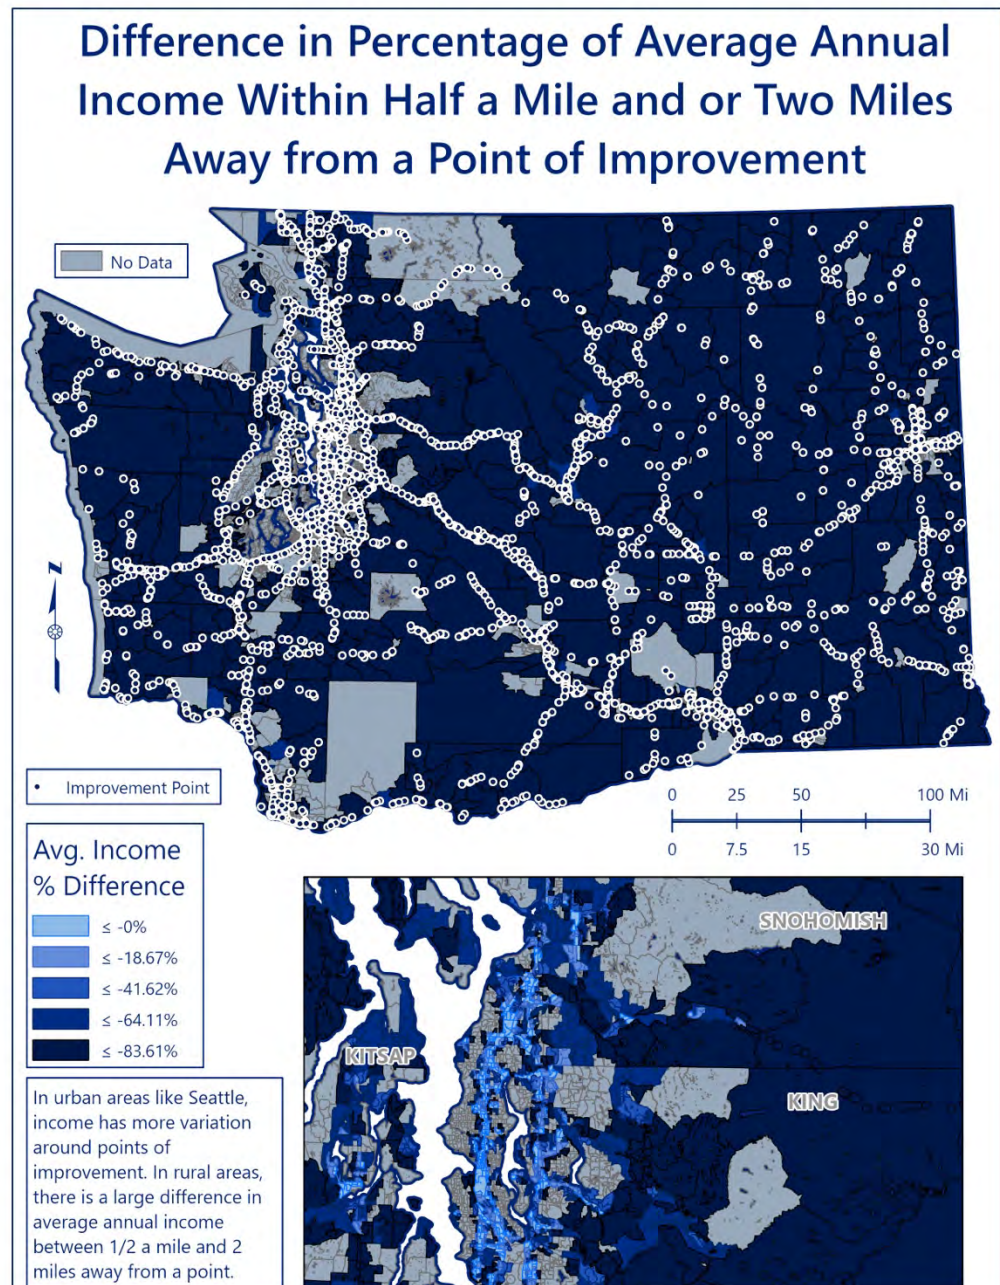 Difference in Percentage of Average Annual
Income Within Half a Mile and or Two Miles
Away from a Point of Improvement
No Data
N
Improvement Point
0 25 50 100 Mi
0 7.5 15 30 Mi
Avg. Income
% Difference
≤ -0%
≤ -18.67%
≤ -41.62%
≤ -64.11%
≤ -83.61%
In urban areas like Seattle,
income has more variation
around points of
improvement. In rural areas,
there is a large difference in
average annual income
between 1/2 a mile and 2
miles away from a point.
SNOHOMISH
KITSAP
KING